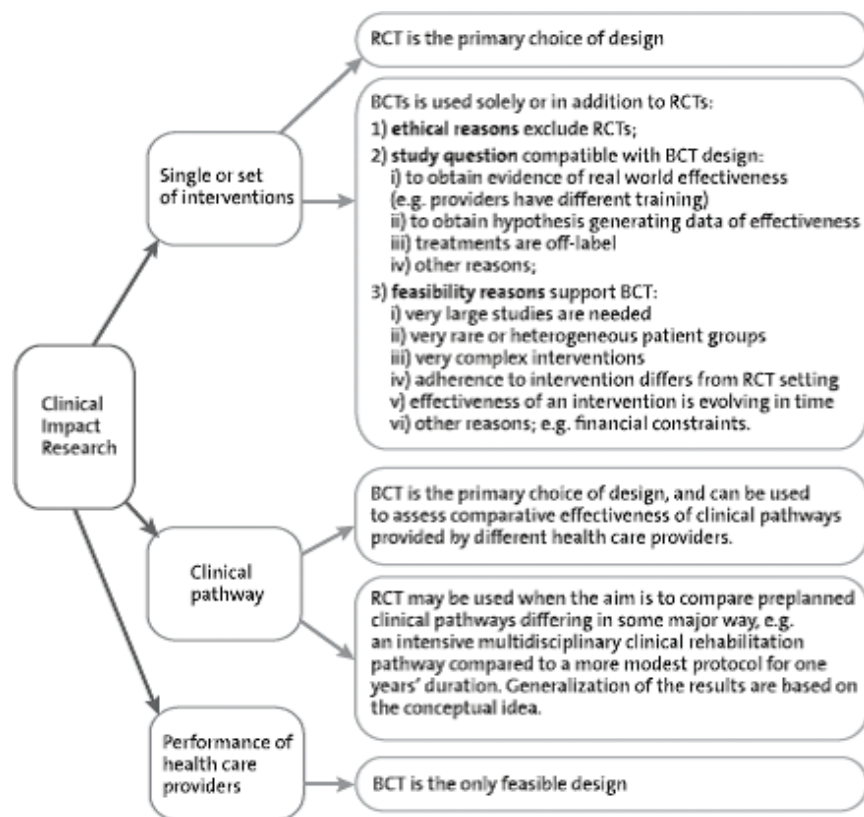 RCT is the primary choice of design
BCTs is used solely or in addition to RCTs:
1) ethical reasons exclude RCTs;
2) study question compatible with BCT design:
i) to obtain evidence of real world effectiveness
(e.g. providers have different training)
ii) to obtain hypothesis generating data of effectiveness
iii) treatments are off-label
iv) other reasons;
3) feasibility reasons support BCT:
i) very large studies are needed
ii) very rare or heterogeneous patient groups
iii) very complex interventions
iv) adherence to intervention differs from RCT setting
v) effectiveness of an intervention is evolving in time
vi) other reasons; e.g. financial constraints.
Single or set
of interventions
Clinical
Impact
Research
BCT is the primary choice of design, and can be used
to assess comparative effectiveness of clinical pathways
provided by different health care providers.
Clinical
pathway
RCT may be used when the aim is to compare preplanned
clinical pathways differing in some major way, e.g.
an intensive multidisciplinary clinical rehabilitation
pathway compared to a more modest protocol for one
years' duration. Generalization of the results are based on
the conceptual idea.
Performance of
health care
providers
BCT is the only feasible design